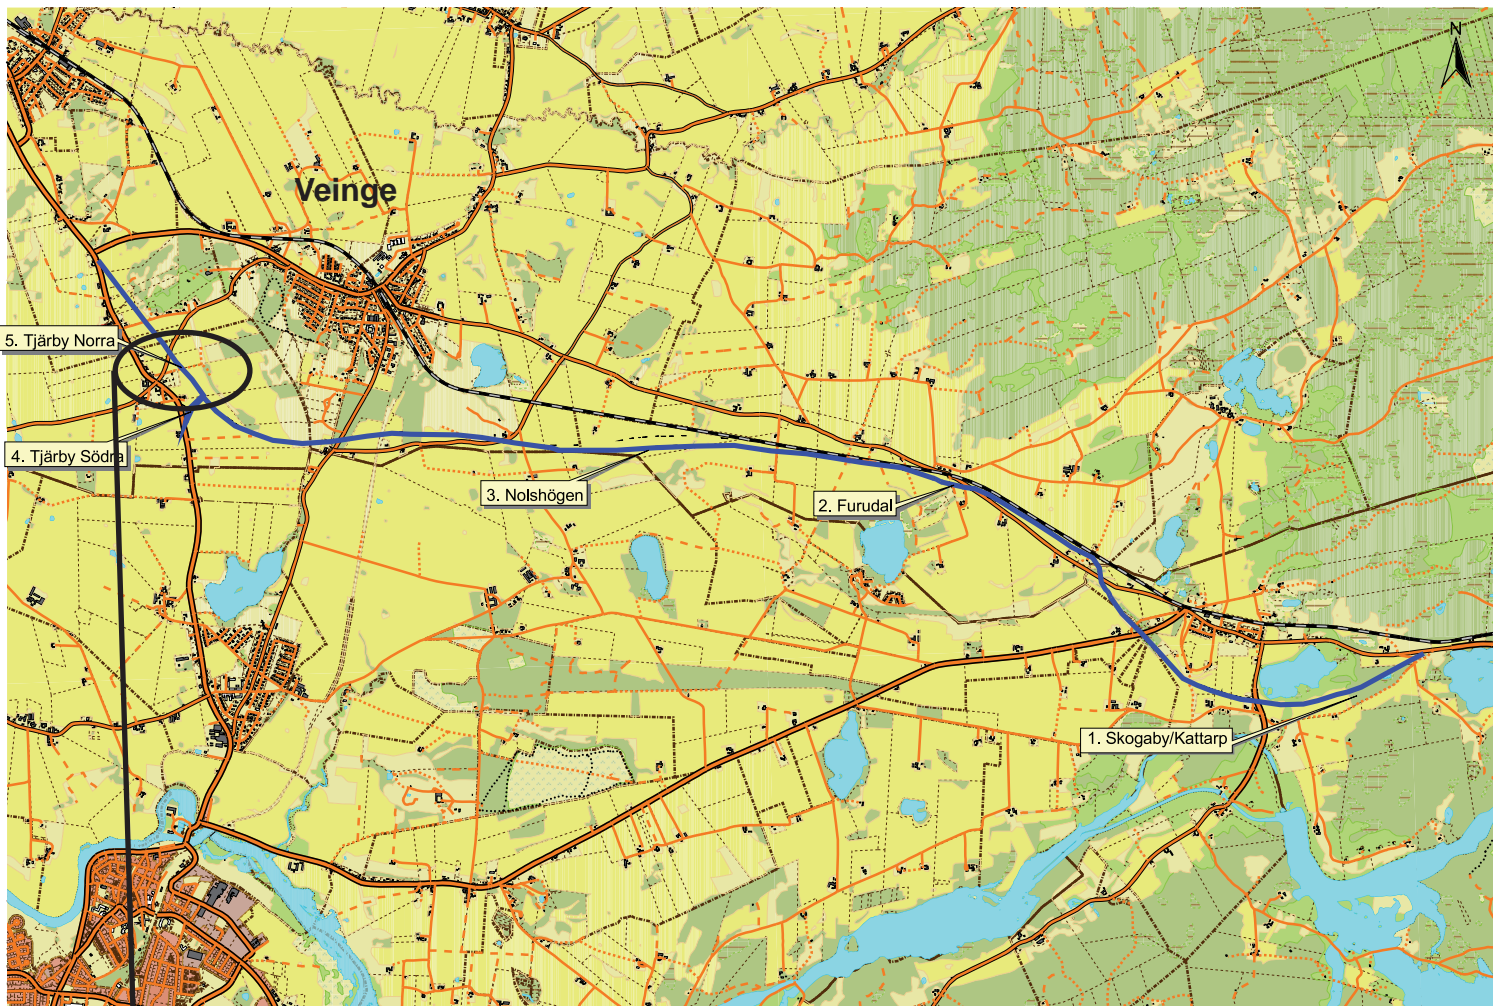 N
Veinge
5. Tjärby Norra
4. Tjärby Södra
3. Nolshögen
2. Furudal
1. Skogaby/Kattarp